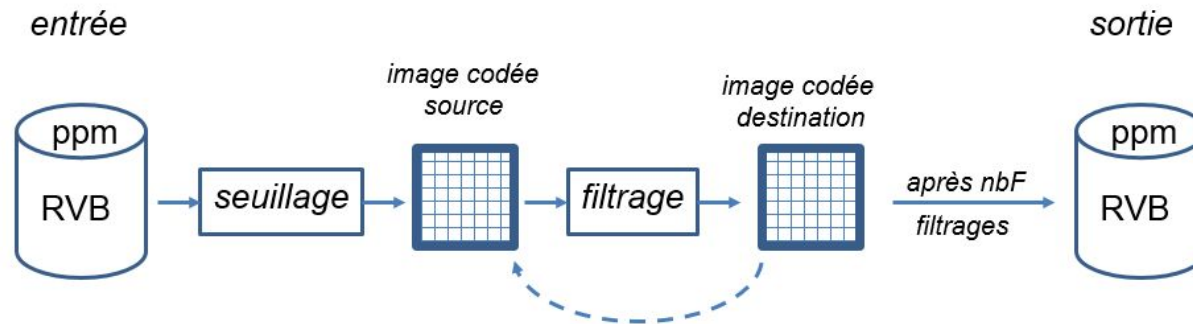 entrée
sortie
image codée
source
image codée
destination
ppm
RVB
seuillage
filtrage
après nbF
filtrages
ppm
RVB